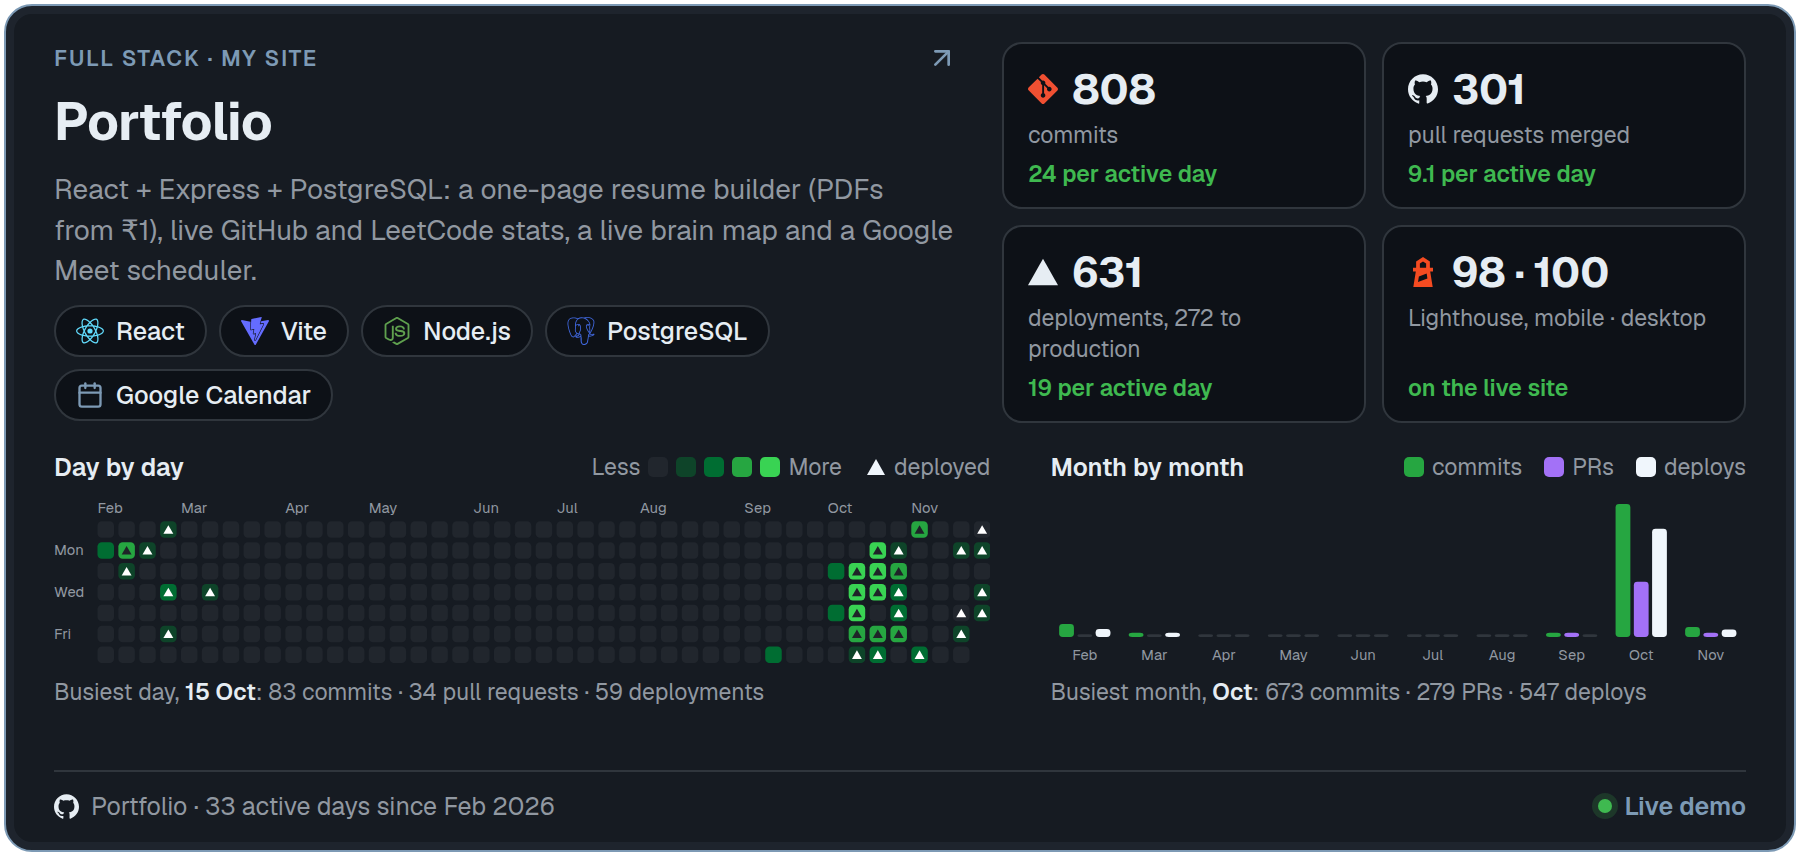 FULL STACK · MY SITE
Portfolio
React + Express + PostgreSQL: a one-page resume builder (PDFs
from ₹1), live GitHub and LeetCode stats, a live brain map and a Google
Meet scheduler.
React
Vite
Node.js
PostgreSQL
Google Calendar
808
commits
24 per active day
301
pull requests merged
9.1 per active day
631
deployments, 272 to
production
19 per active day
98 · 100
Lighthouse, mobile · desktop
on the live site
Day by day
Less More deployed
Feb Mar Apr May Jun Jul Aug Sep Oct Nov
Mon
Wed
Fri
Busiest day, 15 Oct: 83 commits · 34 pull requests · 59 deployments
Month by month
commits PRs deploys
Feb Mar Apr May Jun Jul Aug Sep Oct Nov
Busiest month, Oct: 673 commits · 279 PRs · 547 deploys
Portfolio · 33 active days since Feb 2026
Live demo